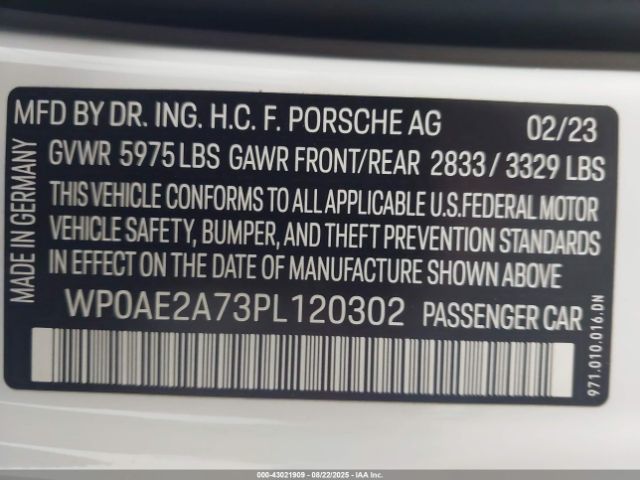 MFD BY DR. ING. H.C. F. PORSCHE AG 02/23
GVWR 5975 LBS GAWR FRONT/REAR 2833 / 3329 LBS
THIS VEHICLE CONFORMS TO ALL APPLICABLE U.S.FEDERAL MOTOR
VEHICLE SAFETY, BUMPER, AND THEFT PREVENTION STANDARDS
IN EFFECT ON THE DATE OF MANUFACTURE SHOWN ABOVE.
WP0AE2A73PL120302 PASSENGER CAR
MADE IN GERMANY
971.010.016.DN
000-43021909 - 08/22/2025 - IAA Inc.